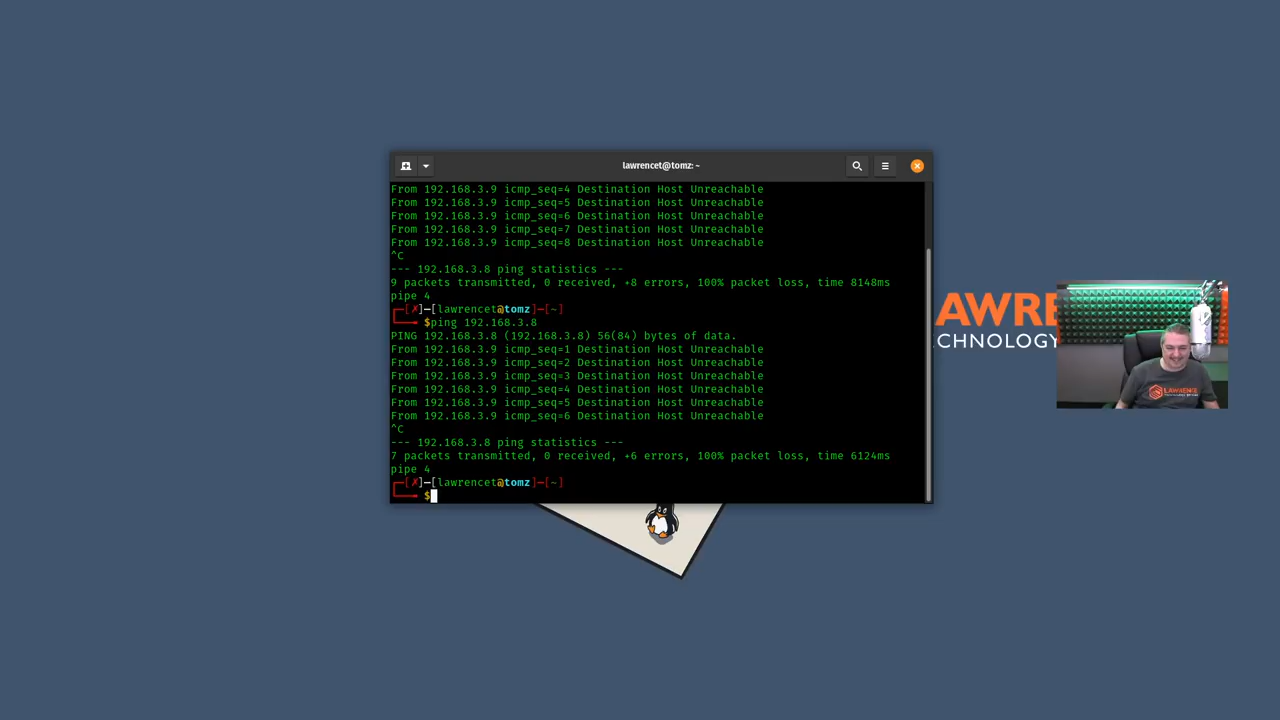 lawrencet@tomz: ~
From 192.168.3.9 icmp_seq=4 Destination Host Unreachable
From 192.168.3.9 icmp_seq=5 Destination Host Unreachable
From 192.168.3.9 icmp_seq=6 Destination Host Unreachable
From 192.168.3.9 icmp_seq=7 Destination Host Unreachable
From 192.168.3.9 icmp_seq=8 Destination Host Unreachable
^C
--- 192.168.3.8 ping statistics ---
9 packets transmitted, 0 received, +8 errors, 100% packet loss, time 8148ms
pipe 4
┌─[✗]─[lawrencet@tomz]─[~]
└──╼ $ping 192.168.3.8
PING 192.168.3.8 (192.168.3.8) 56(84) bytes of data.
From 192.168.3.9 icmp_seq=1 Destination Host Unreachable
From 192.168.3.9 icmp_seq=2 Destination Host Unreachable
From 192.168.3.9 icmp_seq=3 Destination Host Unreachable
From 192.168.3.9 icmp_seq=4 Destination Host Unreachable
From 192.168.3.9 icmp_seq=5 Destination Host Unreachable
From 192.168.3.9 icmp_seq=6 Destination Host Unreachable
^C
--- 192.168.3.8 ping statistics ---
7 packets transmitted, 0 received, +6 errors, 100% packet loss, time 6124ms
pipe 4
┌─[✗]─[lawrencet@tomz]─[~]
└──╼ $
AWRE
CHNOLOGY
LAWRENCE